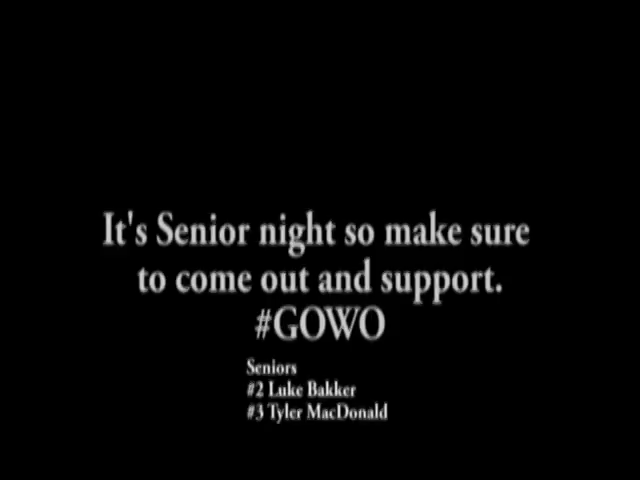 It's Senior night so make sure
to come out and support.
#GOWO
Seniors
#2 Luke Bakker
#3 Tyler MacDonald